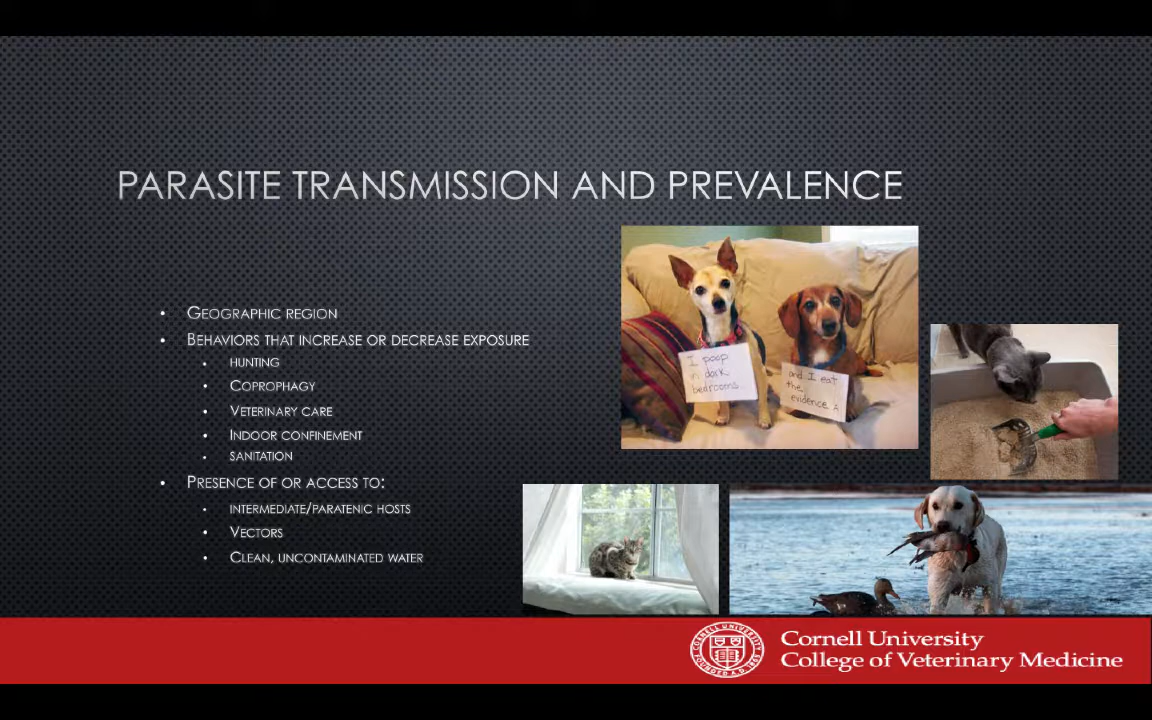 PARASITE TRANSMISSION AND PREVALENCE
• GEOGRAPHIC REGION
• BEHAVIORS THAT INCREASE OR DECREASE EXPOSURE
• HUNTING
• COPROPHAGY
• VETERINARY CARE
• INDOOR CONFINEMENT
• SANITATION
• PRESENCE OF OR ACCESS TO:
• INTERMEDIATE/PARATENIC HOSTS
• VECTORS
• CLEAN, UNCONTAMINATED WATER
I poop
in dark
bedrooms...
and I eat
the
evidence
Cornell University
College of Veterinary Medicine